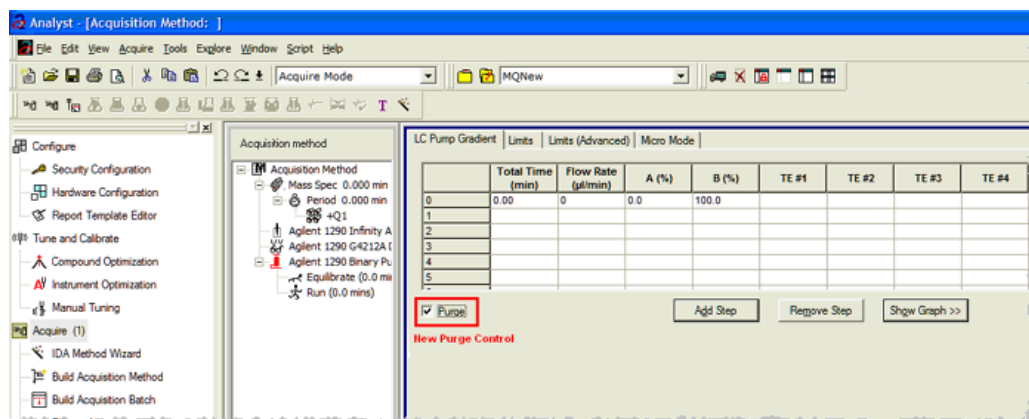 Analyst - [Acquisition Method: ]
File Edit View Acquire Tools Explore Window Script Help
Acquire Mode MQNew
Configure
Security Configuration
Hardware Configuration
Report Template Editor
Tune and Calibrate
Compound Optimization
Instrument Optimization
Manual Tuning
Acquire (1)
IDA Method Wizard
Build Acquisition Method
Build Acquisition Batch
Acquisition method
Acquisition Method
Mass Spec 0.000 min
Period 0.000 min
+Q1
Agilent 1290 Infinity A
Agilent 1290 G4212A
Agilent 1290 Binary Pu
Equilibrate (0.0 mi
Run (0.0 mins)
LC Pump Gradient Limits Limits (Advanced) Micro Mode
Total Time (min) Flow Rate (µl/min) A (%) B (%) TE #1 TE #2 TE #3 TE #4
0 0.00 0 0.0 100.0
1
2
3
4
5
Purge Add Step Remove Step Show Graph >>
New Purge Control